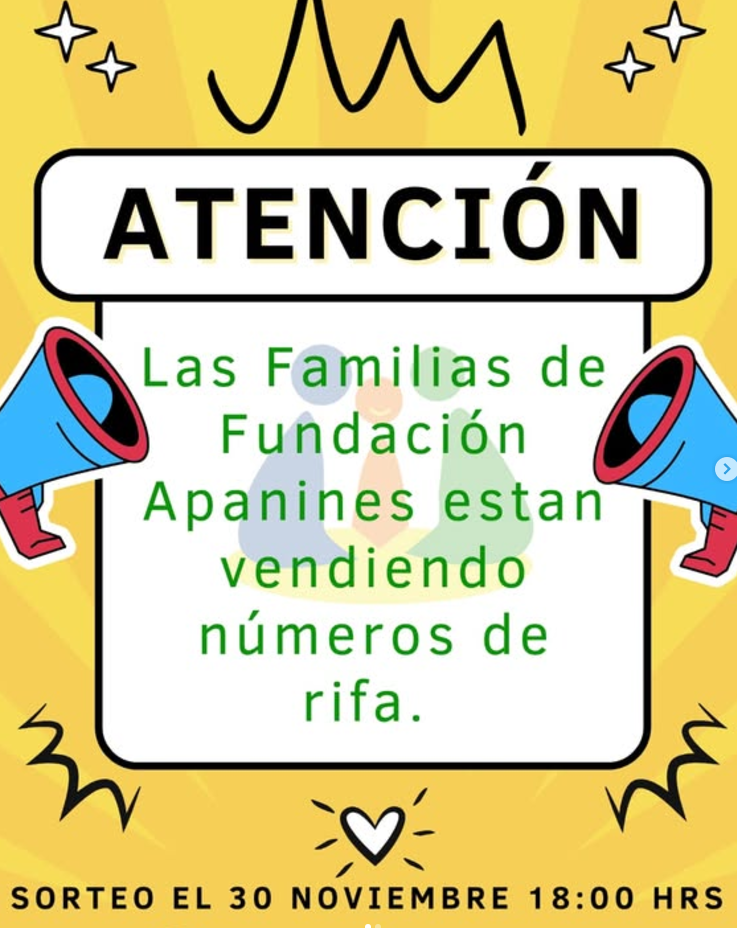 ATENCIÓN
Las Familias de
Fundación
Apanines estan
vendiendo
números de
rifa.
SORTEO EL 30 NOVIEMBRE 18:00 HRS